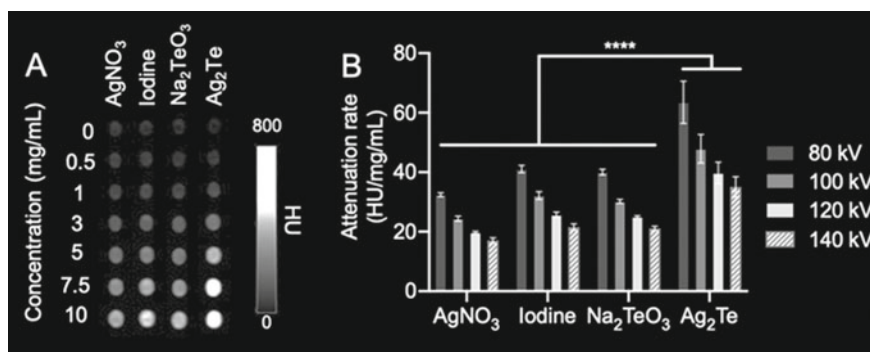 A
AgNO3
Iodine
Na2TeO3
Ag2Te
Concentration (mg/mL)
0
0.5
1
3
5
7.5
10
800
HU
0
B
****
Attenuation rate
(HU/mg/mL)
80
60
40
20
0
AgNO3
Iodine
Na2TeO3
Ag2Te
80 kV
100 kV
120 kV
140 kV